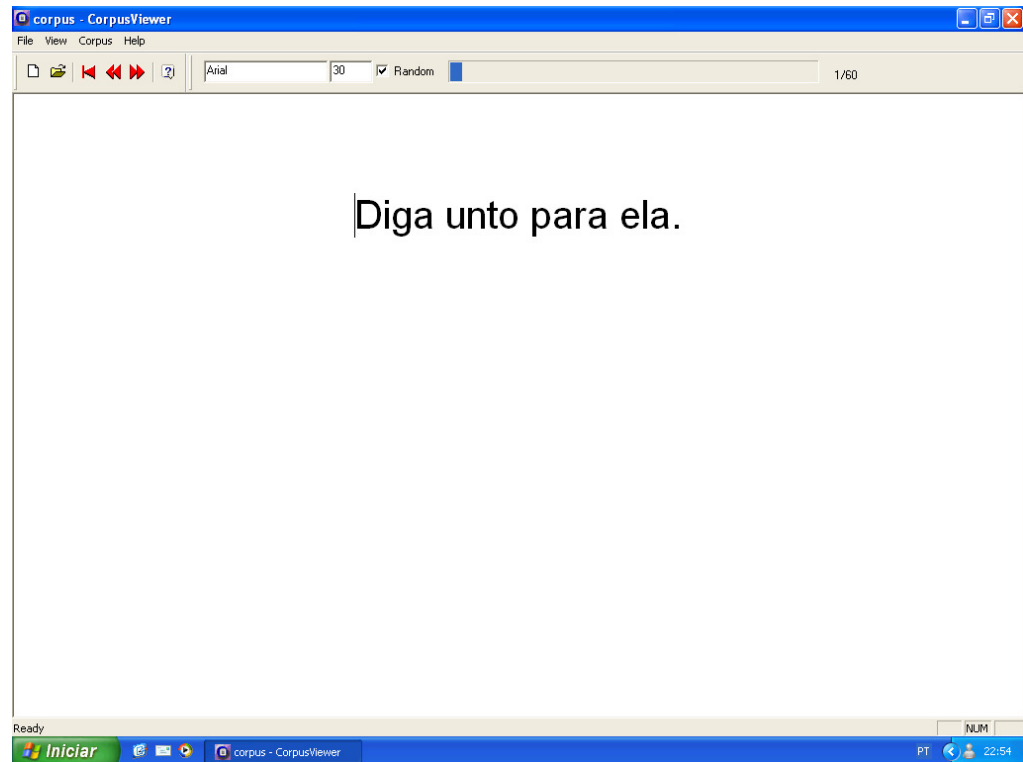 corpus - CorpusViewer
File View Corpus Help
Arial 30 Random 1/60
Diga unto para ela.
Ready NUM
Iniciar corpus - CorpusViewer PT 22:54